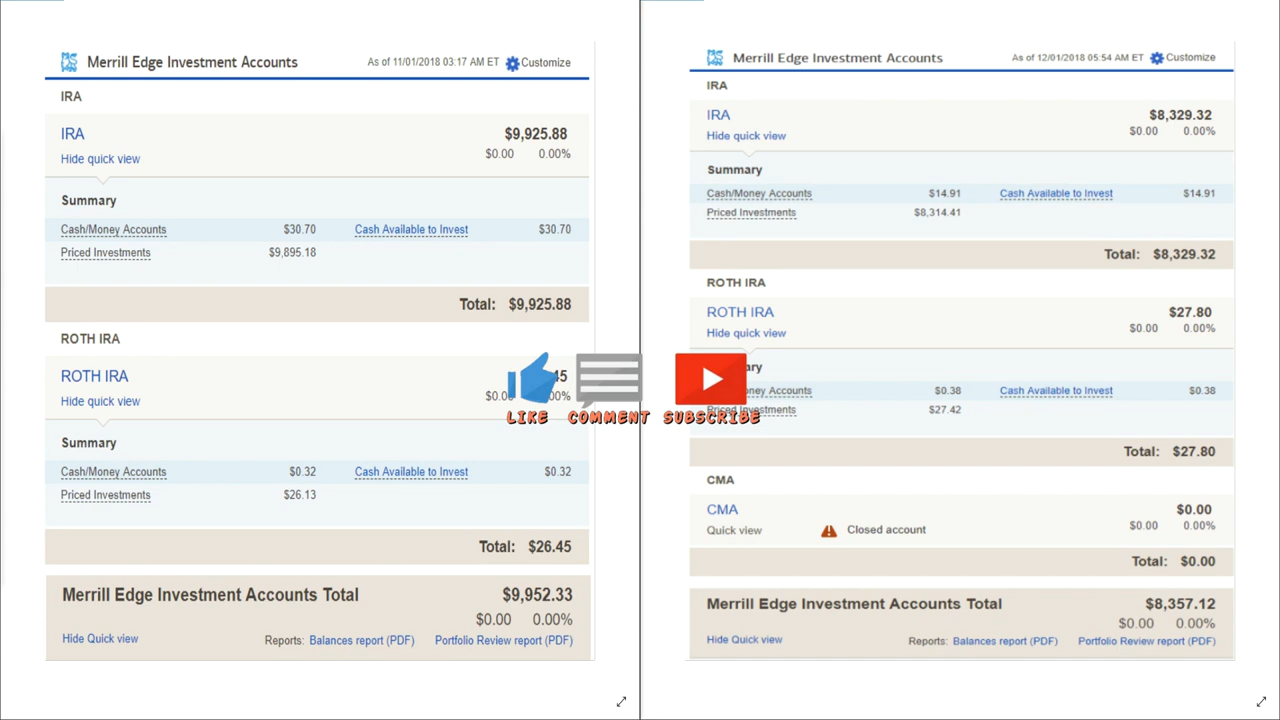 Merrill Edge Investment Accounts As of 11/01/2018 03:17 AM ET Customize
IRA
IRA $9,925.88
Hide quick view $0.00 0.00%
Summary
Cash/Money Accounts $30.70 Cash Available to Invest $30.70
Priced Investments $9,895.18
Total: $9,925.88
ROTH IRA
ROTH IRA
Hide quick view
Summary
Cash/Money Accounts $0.32 Cash Available to Invest $0.32
Priced Investments $26.13
Total: $26.45
Merrill Edge Investment Accounts Total $9,952.33
$0.00 0.00%
Hide Quick view Reports: Balances report (PDF) Portfolio Review report (PDF)
LIKE COMMENT SUBSCRIBE
Merrill Edge Investment Accounts As of 12/01/2018 05:54 AM ET Customize
IRA
IRA $8,329.32
Hide quick view $0.00 0.00%
Summary
Cash/Money Accounts $14.91 Cash Available to Invest $14.91
Priced Investments $8,314.41
Total: $8,329.32
ROTH IRA
ROTH IRA $27.80
Hide quick view $0.00 0.00%
Accounts $0.38 Cash Available to Invest $0.38
Priced Investments $27.42
Total: $27.80
CMA
CMA $0.00
Quick view Closed account $0.00 0.00%
Total: $0.00
Merrill Edge Investment Accounts Total $8,357.12
$0.00 0.00%
Hide Quick view Reports: Balances report (PDF) Portfolio Review report (PDF)